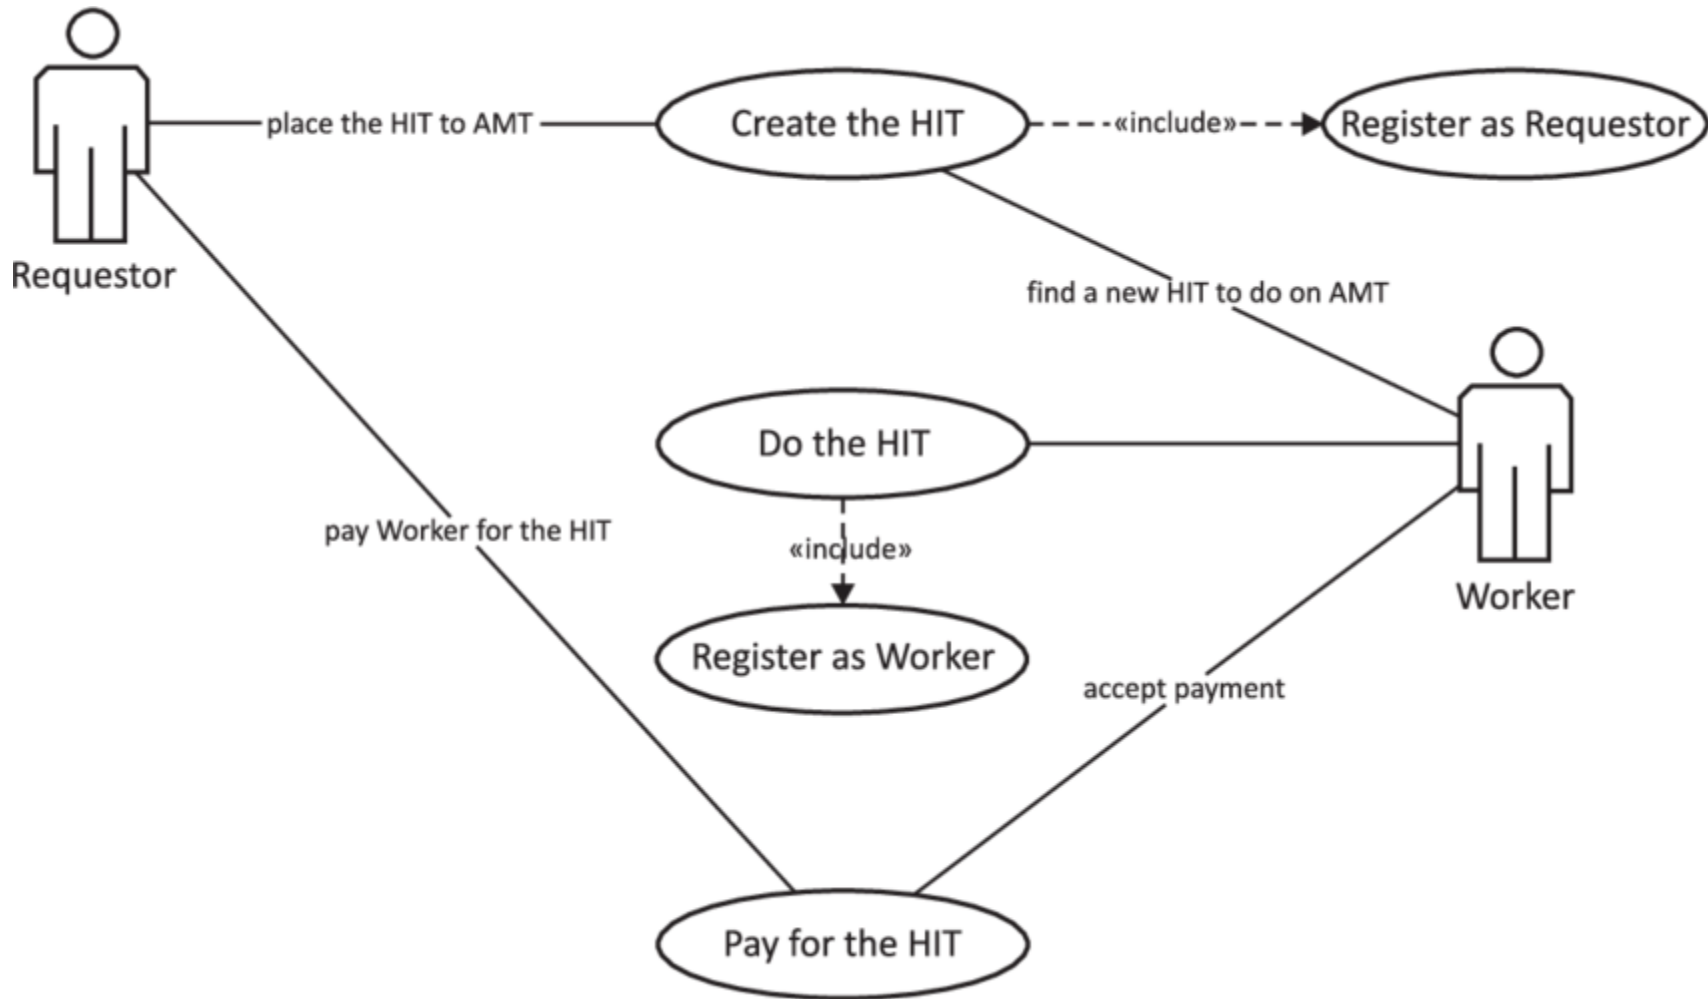 place the HIT to AMT
Create the HIT
«include»
Register as Requestor
Requestor
find a new HIT to do on AMT
Do the HIT
pay Worker for the HIT
«include»
Worker
Register as Worker
accept payment
Pay for the HIT